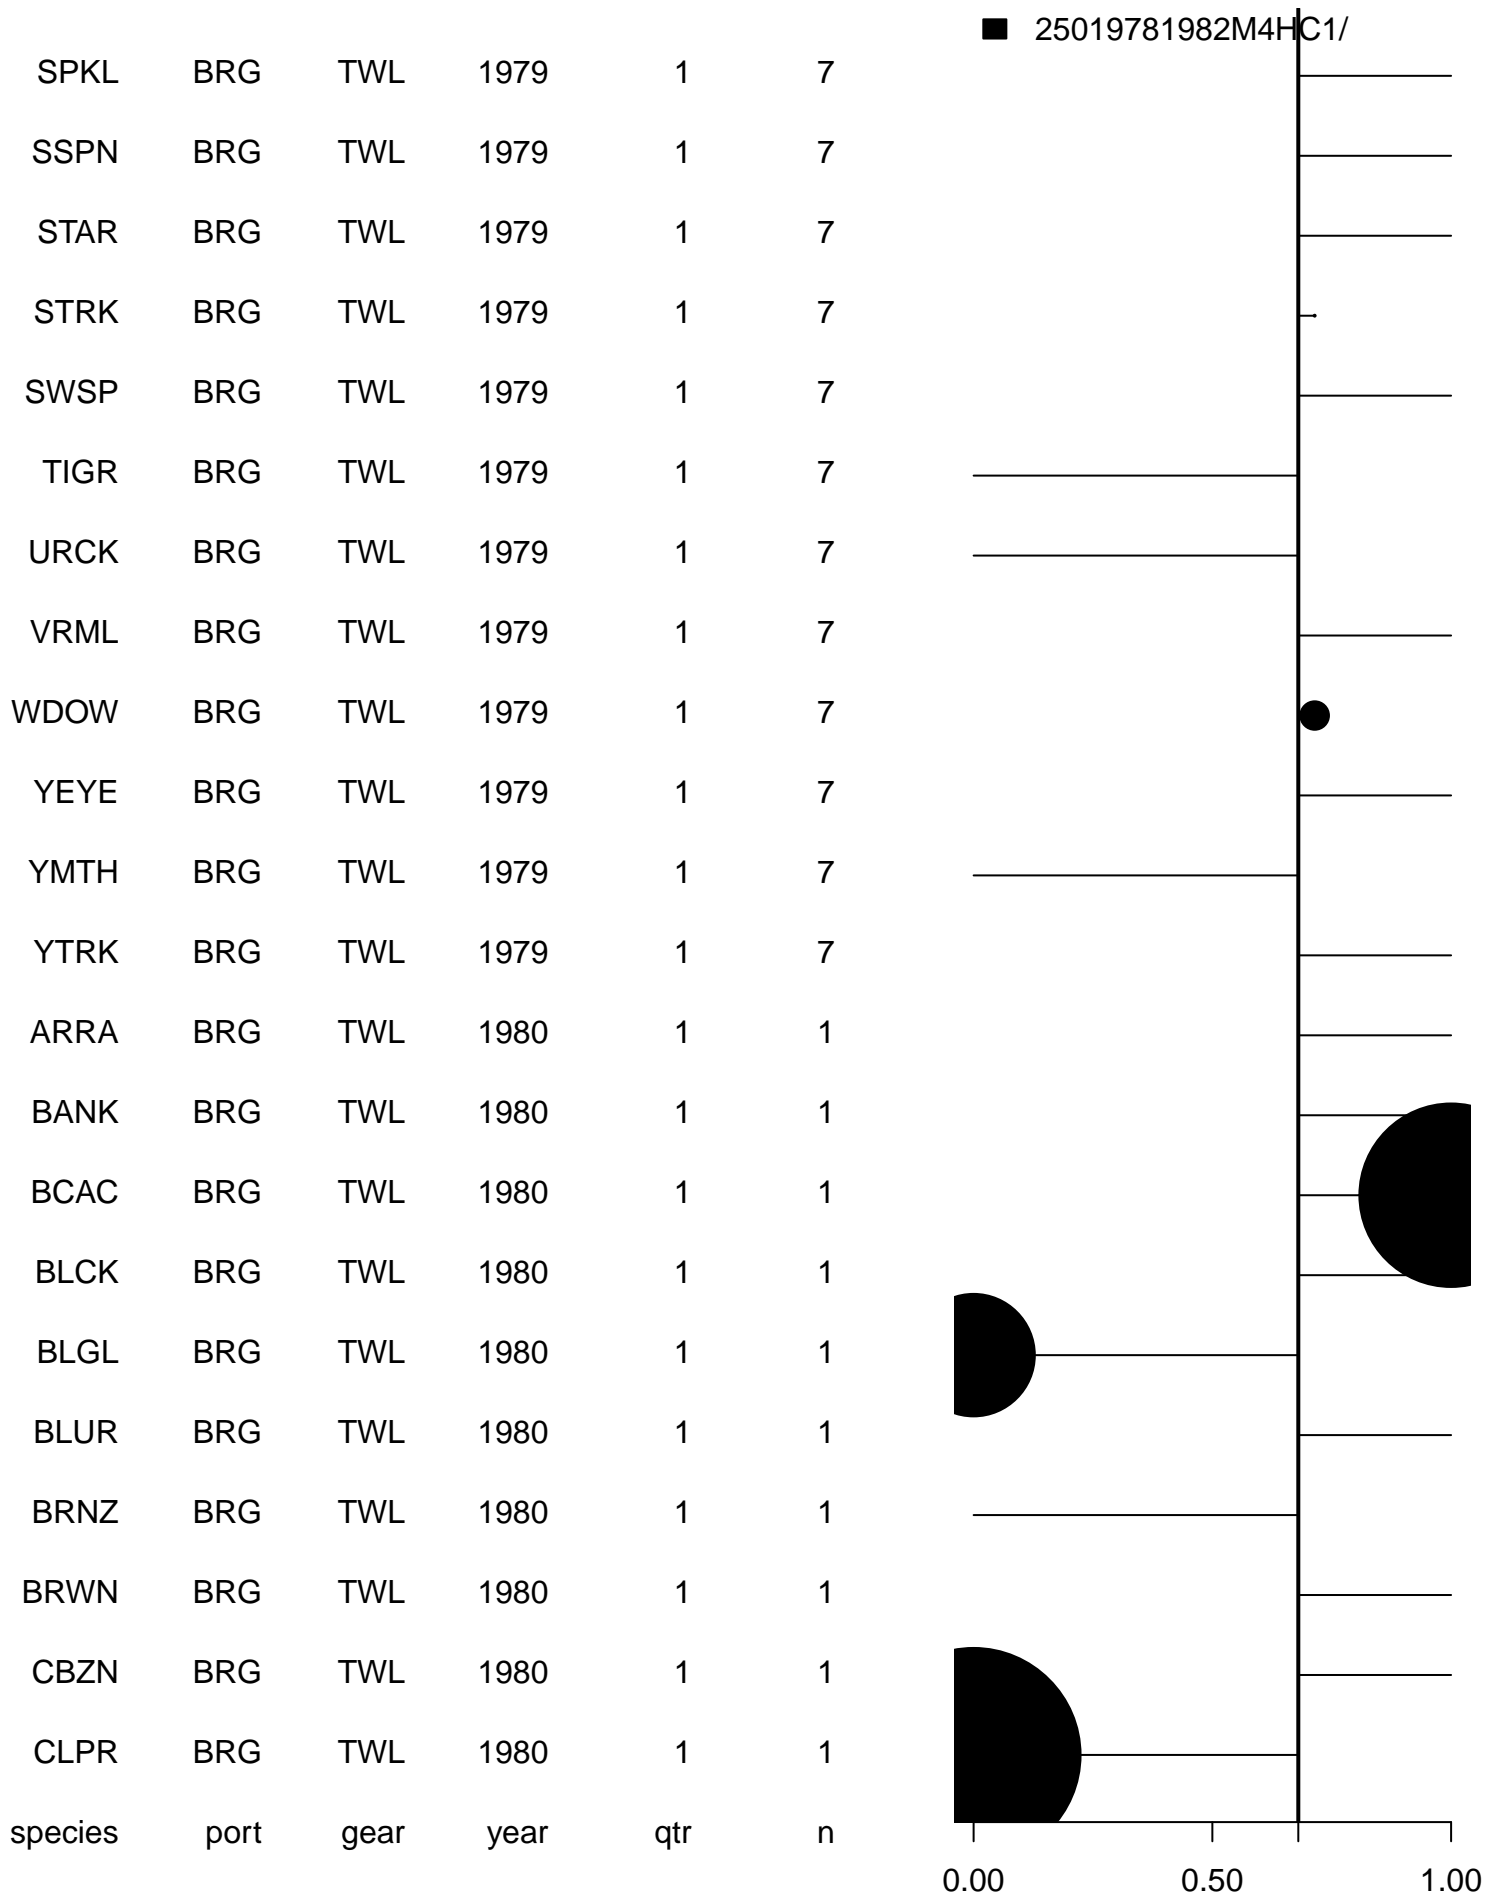 25019781982M4HC1/
SPKL BRG TWL 1979 1 7
SSPN BRG TWL 1979 1 7
STAR BRG TWL 1979 1 7
STRK BRG TWL 1979 1 7
SWSP BRG TWL 1979 1 7
TIGR BRG TWL 1979 1 7
URCK BRG TWL 1979 1 7
VRML BRG TWL 1979 1 7
WDOW BRG TWL 1979 1 7
YEYE BRG TWL 1979 1 7
YMTH BRG TWL 1979 1 7
YTRK BRG TWL 1979 1 7
ARRA BRG TWL 1980 1 1
BANK BRG TWL 1980 1 1
BCAC BRG TWL 1980 1 1
BLCK BRG TWL 1980 1 1
BLGL BRG TWL 1980 1 1
BLUR BRG TWL 1980 1 1
BRNZ BRG TWL 1980 1 1
BRWN BRG TWL 1980 1 1
CBZN BRG TWL 1980 1 1
CLPR BRG TWL 1980 1 1
species port gear year qtr n
0.00 0.50 1.00